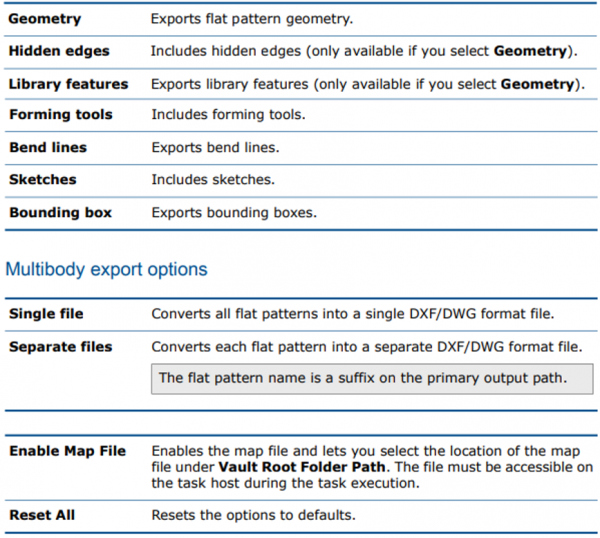 Geometry Exports flat pattern geometry.
Hidden edges Includes hidden edges (only available if you select Geometry).
Library features Exports library features (only available if you select Geometry).
Forming tools Includes forming tools.
Bend lines Exports bend lines.
Sketches Includes sketches.
Bounding box Exports bounding boxes.
Multibody export options
Single file Converts all flat patterns into a single DXF/DWG format file.
Separate files Converts each flat pattern into a separate DXF/DWG format file.
The flat pattern name is a suffix on the primary output path.
Enable Map File Enables the map file and lets you select the location of the map
file under Vault Root Folder Path. The file must be accessible on
the task host during the task execution.
Reset All Resets the options to defaults.